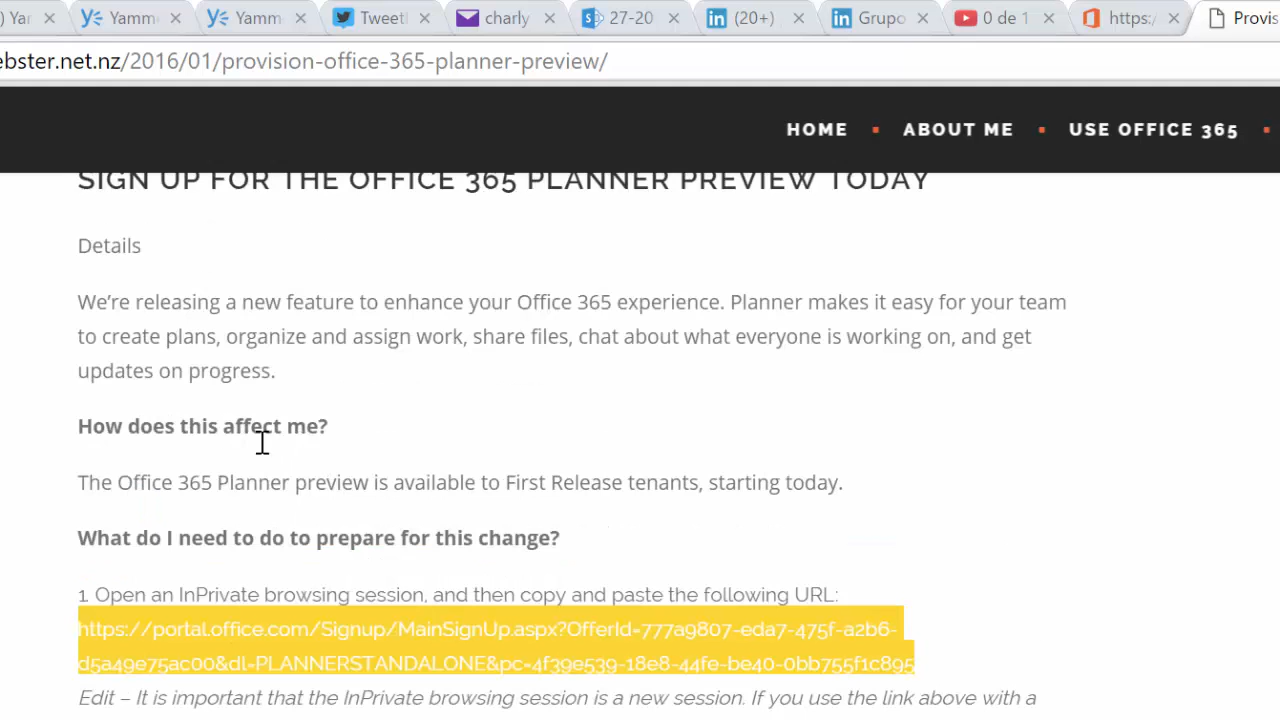 ) Yar
Yamm
Yamm
Tweetl
charly
27-20
(20+)
Grupo
0 de 1
https:/
Provis
ebster.net.nz/2016/01/provision-office-365-planner-preview/
HOME ▪ ABOUT ME ▪ USE OFFICE 365 ▪
SIGN UP FOR THE OFFICE 365 PLANNER PREVIEW TODAY
Details
We're releasing a new feature to enhance your Office 365 experience. Planner makes it easy for your team
to create plans, organize and assign work, share files, chat about what everyone is working on, and get
updates on progress.
How does this affect me?
The Office 365 Planner preview is available to First Release tenants, starting today.
What do I need to do to prepare for this change?
1. Open an InPrivate browsing session, and then copy and paste the following URL:
https://portal.office.com/Signup/MainSignUp.aspx?OfferId=777a9807-eda7-475f-a2b6-
d5a49e75ac00&dl=PLANNERSTANDALONE&pc=4f39e539-18e8-44fe-be40-0bb755f1c895
Edit – It is important that the InPrivate browsing session is a new session. If you use the link above with a